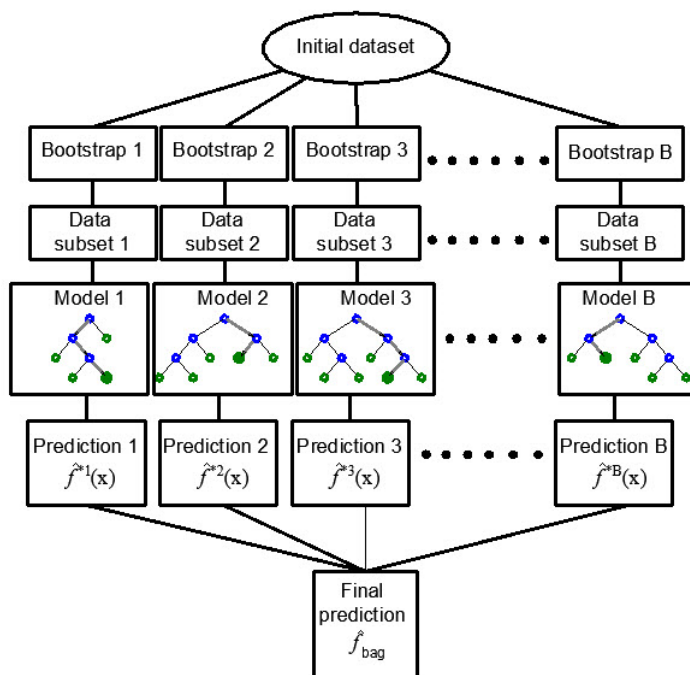 Initial dataset
Bootstrap 1
Bootstrap 2
Bootstrap 3
Bootstrap B
Data
subset 1
Data
subset 2
Data
subset 3
Data
subset B
Model 1
Model 2
Model 3
Model B
Prediction 1
f̂*1(x)
Prediction 2
f̂*2(x)
Prediction 3
f̂*3(x)
Prediction B
f̂*B(x)
Final
prediction
f̂bag